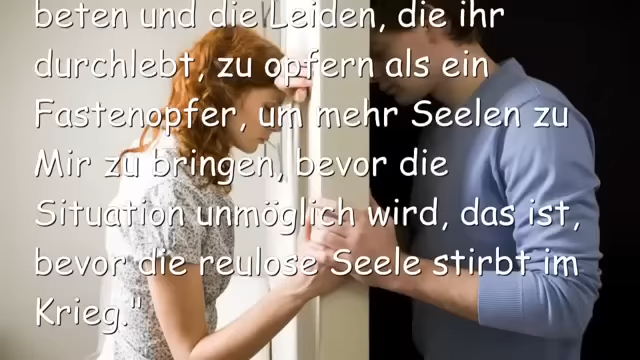 beten und die Leiden, die ihr
durchlebt, zu opfern als ein
Fastenopfer, um mehr Seelen zu
Mir zu bringen, bevor die
Situation unmöglich wird, das ist,
bevor die reulose Seele stirbt im
Krieg."